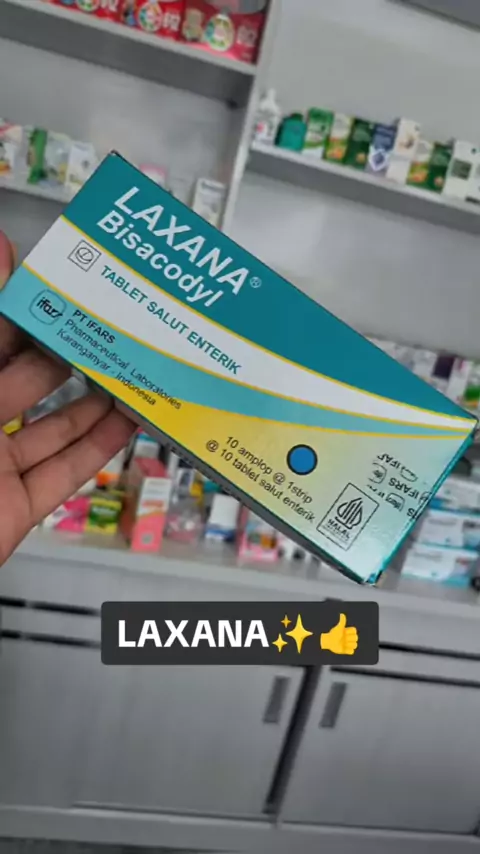 LAXANA®
Bisacodyl
TABLET SALUT ENTERIK
ifars
PT IFARS
Pharmaceutical Laboratories
Karanganyar - Indonesia
10 amplop @ 1strip
@ 10 tablet salut enterik
HALAL
LAXANA✨👍